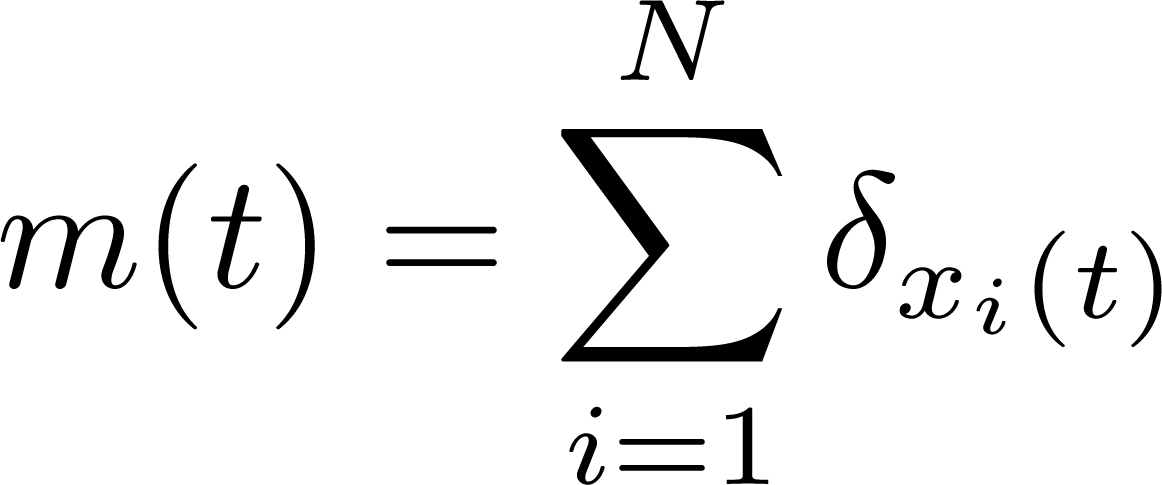 m(t) = \sum_{i=1}^{N} \delta_{x_i(t)}